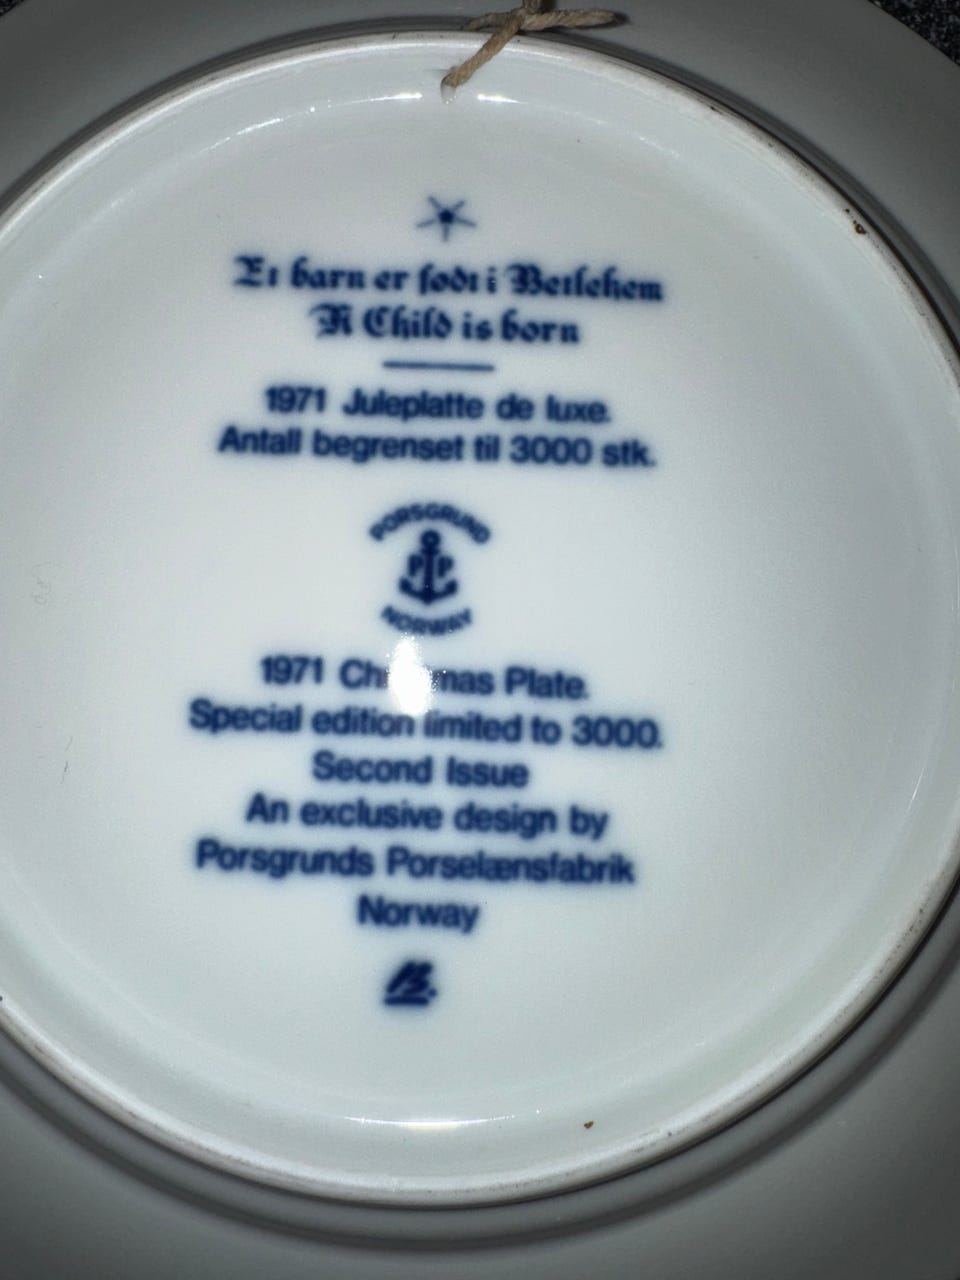 Et barn er født i Betlehem
A Child is born
1971 Juleplatte de luxe.
Antall begrenset til 3000 stk.
PORSGRUND
P P
NORWAY
1971 Christmas Plate.
Special edition limited to 3000.
Second Issue
An exclusive design by
Porsgrunds Porselænsfabrik
Norway
B.